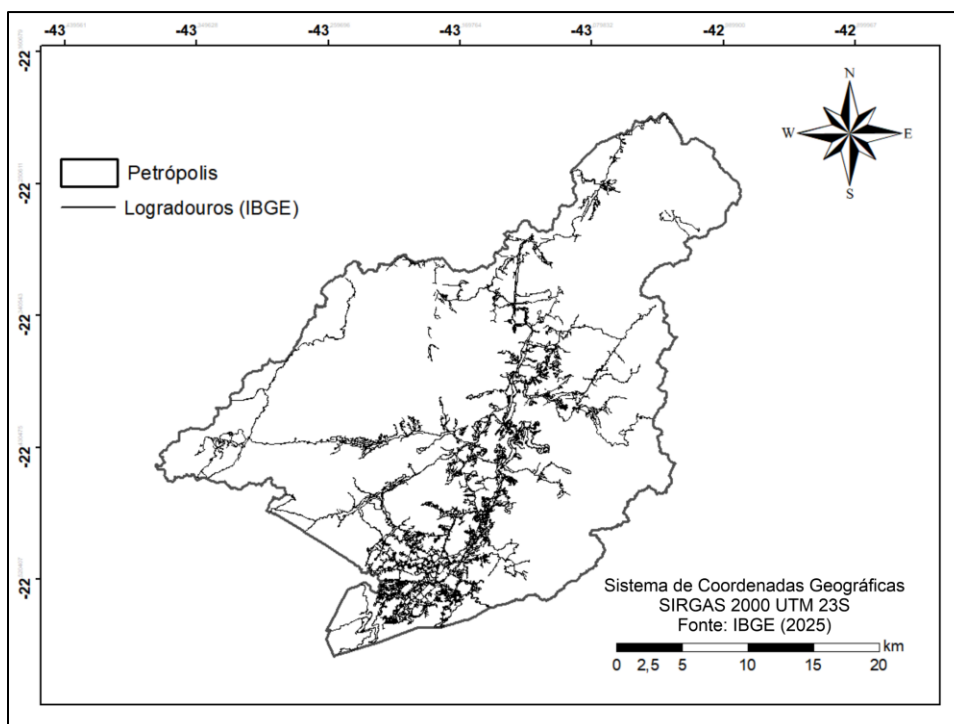 -43 -43 -43 -43 -43 -42 -42
-22
-22
-22
-22
-22
N
W E
S
Petrópolis
Logradouros (IBGE)
Sistema de Coordenadas Geográficas
SIRGAS 2000 UTM 23S
Fonte: IBGE (2025)
km
0 2,5 5 10 15 20